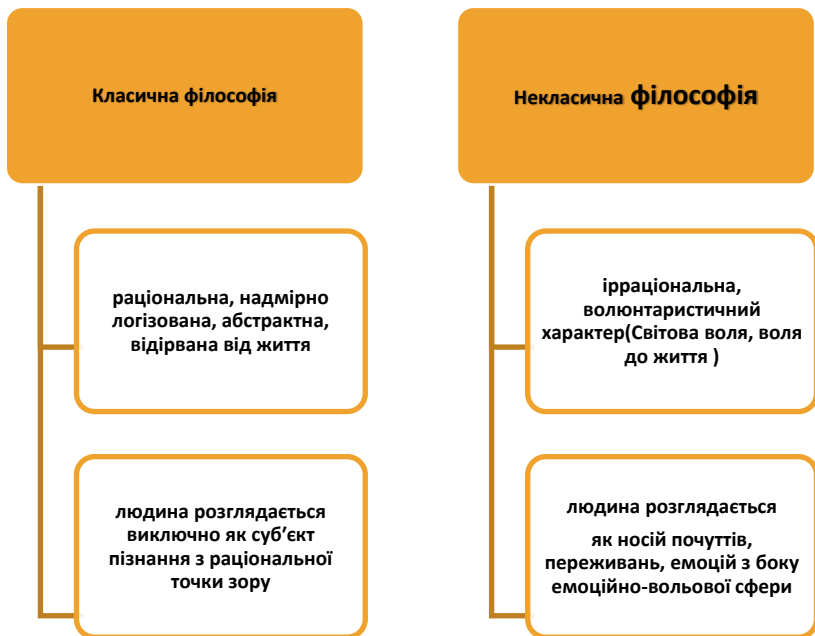 Класична філософія
раціональна, надмірно
логізована, абстрактна,
відірвана від життя
людина розглядається
виключно як суб’єкт
пізнання з раціональної
точки зору
Некласична філософія
ірраціональна,
волюнтаристичний
характер(Світова воля, воля
до життя )
людина розглядається
як носій почуттів,
переживань, емоцій з боку
емоційно-вольової сфери